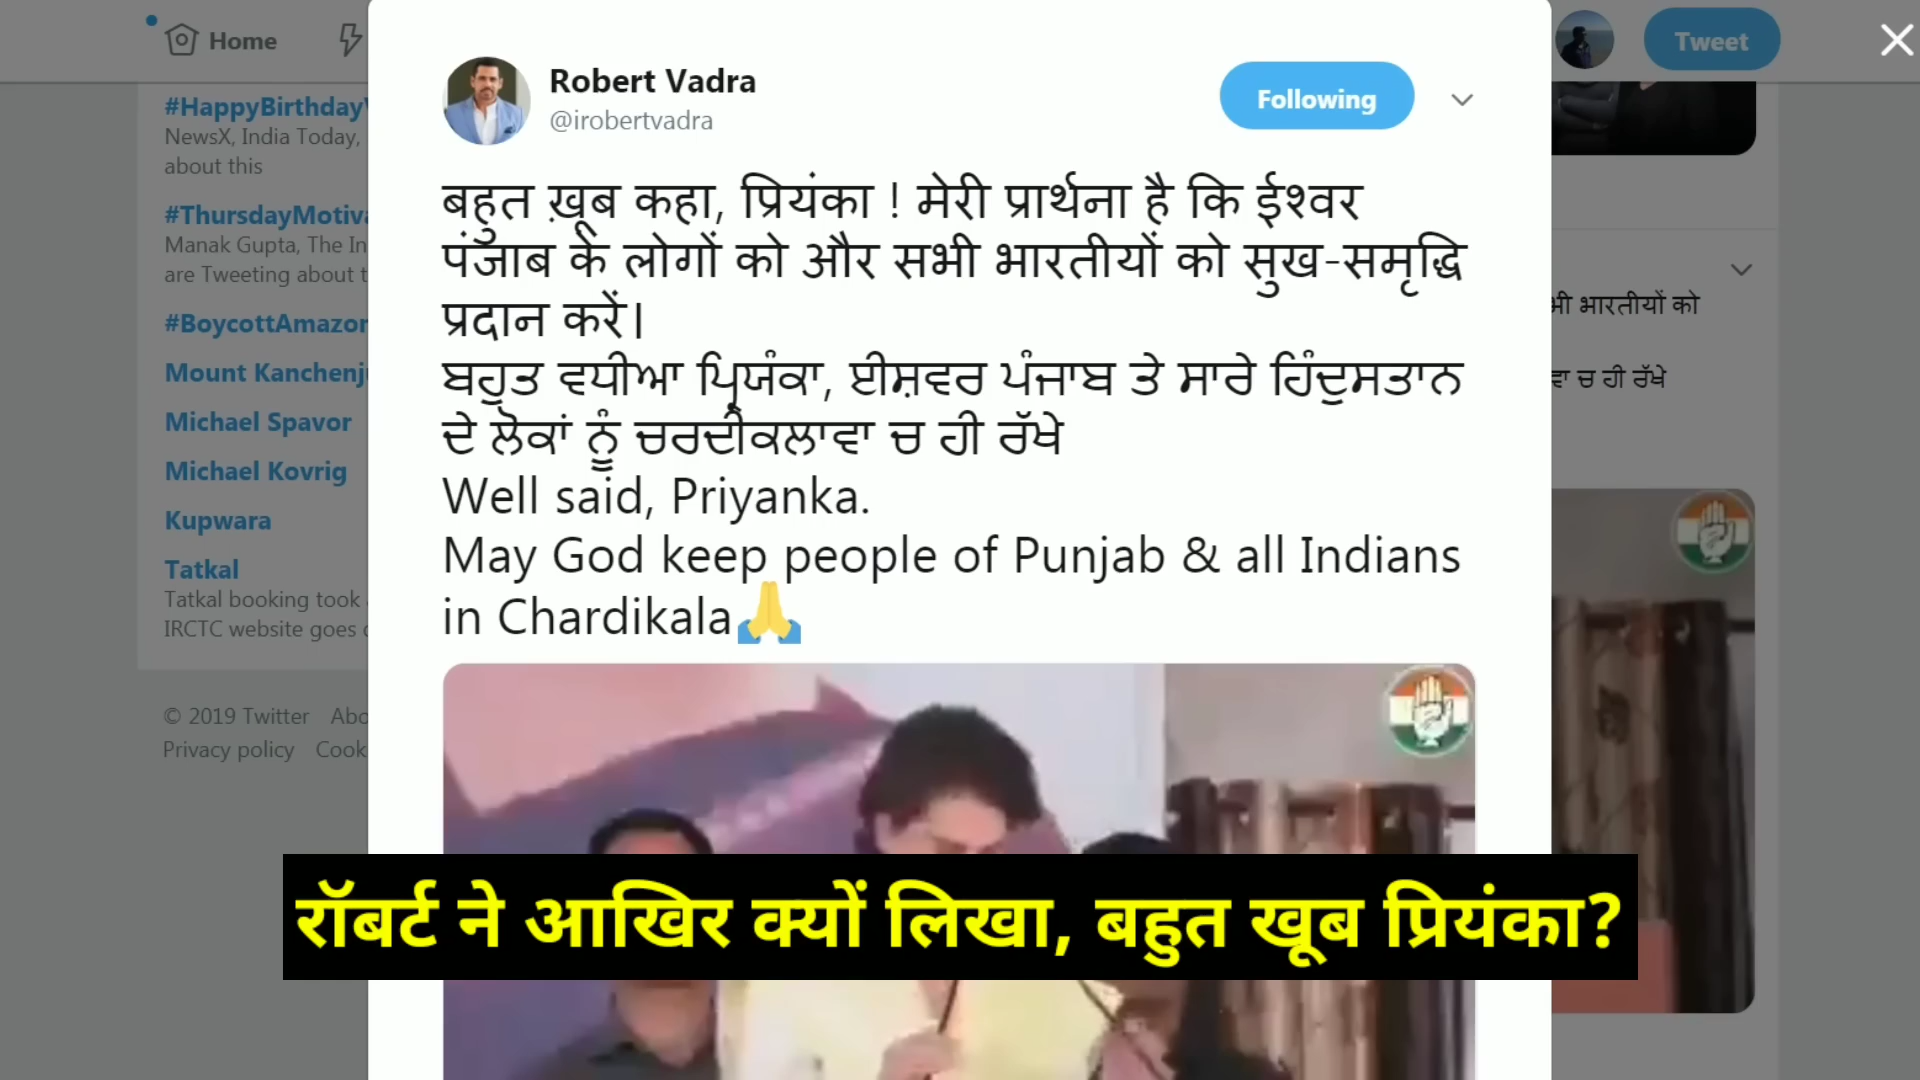 Home
Tweet
#HappyBirthday
NewsX, India Today,
about this
#ThursdayMotiva
Manak Gupta, The In
are Tweeting about t
#BoycottAmazon
Mount Kanchenj
Michael Spavor
Michael Kovrig
Kupwara
Tatkal
Tatkal booking took
IRCTC website goes
© 2019 Twitter Abo
Privacy policy Cook
Robert Vadra
@irobertvadra
Following
बहुत ख़ूब कहा, प्रियंका ! मेरी प्रार्थना है कि ईश्वर
पंजाब के लोगों को और सभी भारतीयों को सुख-समृद्धि
प्रदान करें।
ਬਹੁਤ ਵਧੀਆ ਪ੍ਰਿਯੰਕਾ, ਈਸ਼ਵਰ ਪੰਜਾਬ ਤੇ ਸਾਰੇ ਹਿੰਦੁਸਤਾਨ
ਦੇ ਲੋਕਾਂ ਨੂੰ ਚਰਦੀਕਲਾਵਾ ਚ ਹੀ ਰੱਖੇ
Well said, Priyanka.
May God keep people of Punjab & all Indians
in Chardikala🙏
भी भारतीयों को
ਵਾ ਚ ਹੀ ਰੱਖੇ
रॉबर्ट ने आखिर क्यों लिखा, बहुत खूब प्रियंका?